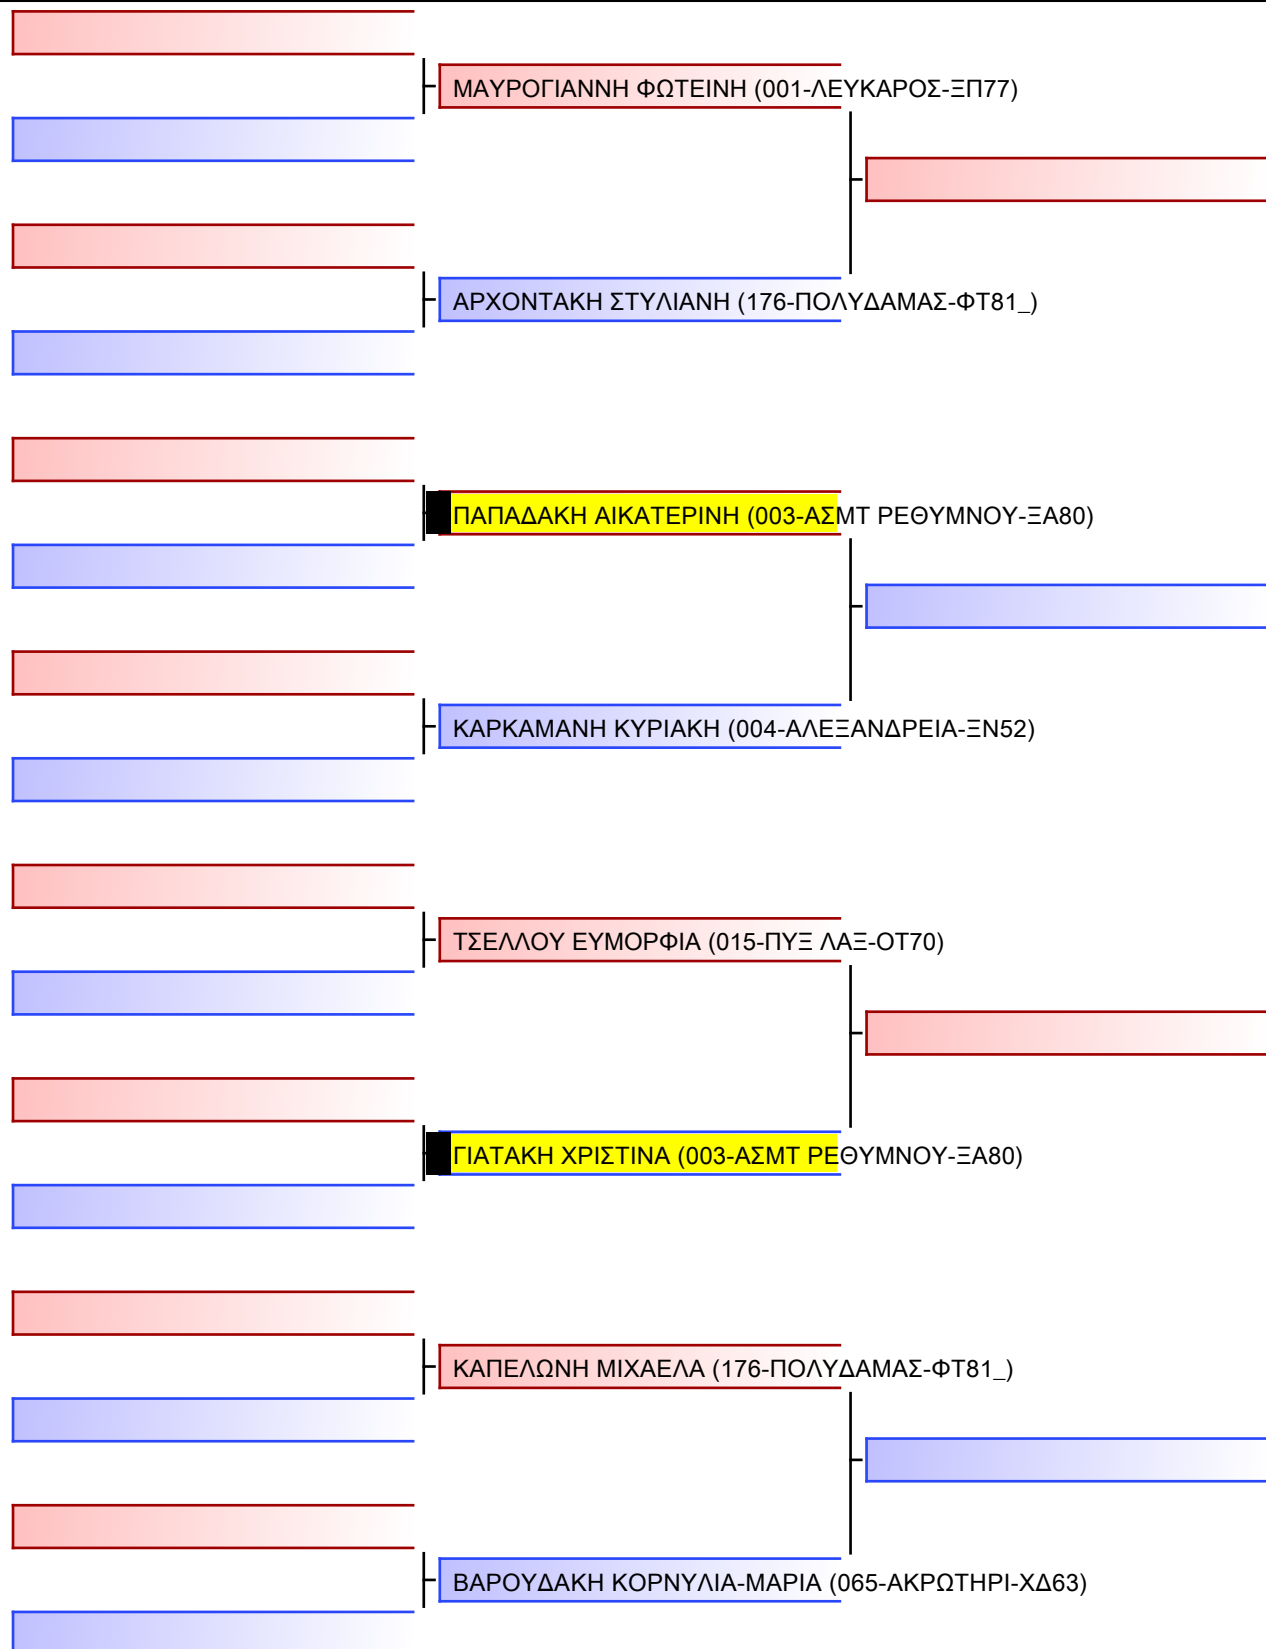 ΜΑΥΡΟΓΙΑΝΝΗ ΦΩΤΕΙΝΗ (001-ΛΕΥΚΑΡΟΣ-ΞΠ77)
ΑΡΧΟΝΤΑΚΗ ΣΤΥΛΙΑΝΗ (176-ΠΟΛΥΔΑΜΑΣ-ΦΤ81_)
ΠΑΠΑΔΑΚΗ ΑΙΚΑΤΕΡΙΝΗ (003-ΑΣΜΤ ΡΕΘΥΜΝΟΥ-ΞΑ80)
ΚΑΡΚΑΜΑΝΗ ΚΥΡΙΑΚΗ (004-ΑΛΕΞΑΝΔΡΕΙΑ-ΞΝ52)
ΤΣΕΛΛΟΥ ΕΥΜΟΡΦΙΑ (015-ΠΥΞ ΛΑΞ-ΟΤ70)
ΓΙΑΤΑΚΗ ΧΡΙΣΤΙΝΑ (003-ΑΣΜΤ ΡΕΘΥΜΝΟΥ-ΞΑ80)
ΚΑΠΕΛΩΝΗ ΜΙΧΑΕΛΑ (176-ΠΟΛΥΔΑΜΑΣ-ΦΤ81_)
ΒΑΡΟΥΔΑΚΗ ΚΟΡΝΥΛΙΑ-ΜΑΡΙΑ (065-ΑΚΡΩΤΗΡΙ-ΧΔ63)